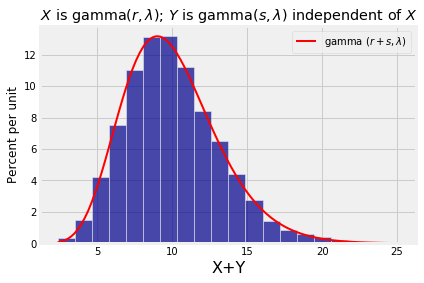 X is gamma(r, λ); Y is gamma(s, λ) independent of X
gamma (r + s, λ)
Percent per unit
12
10
8
6
4
2
0
5 10 15 20 25
X+Y